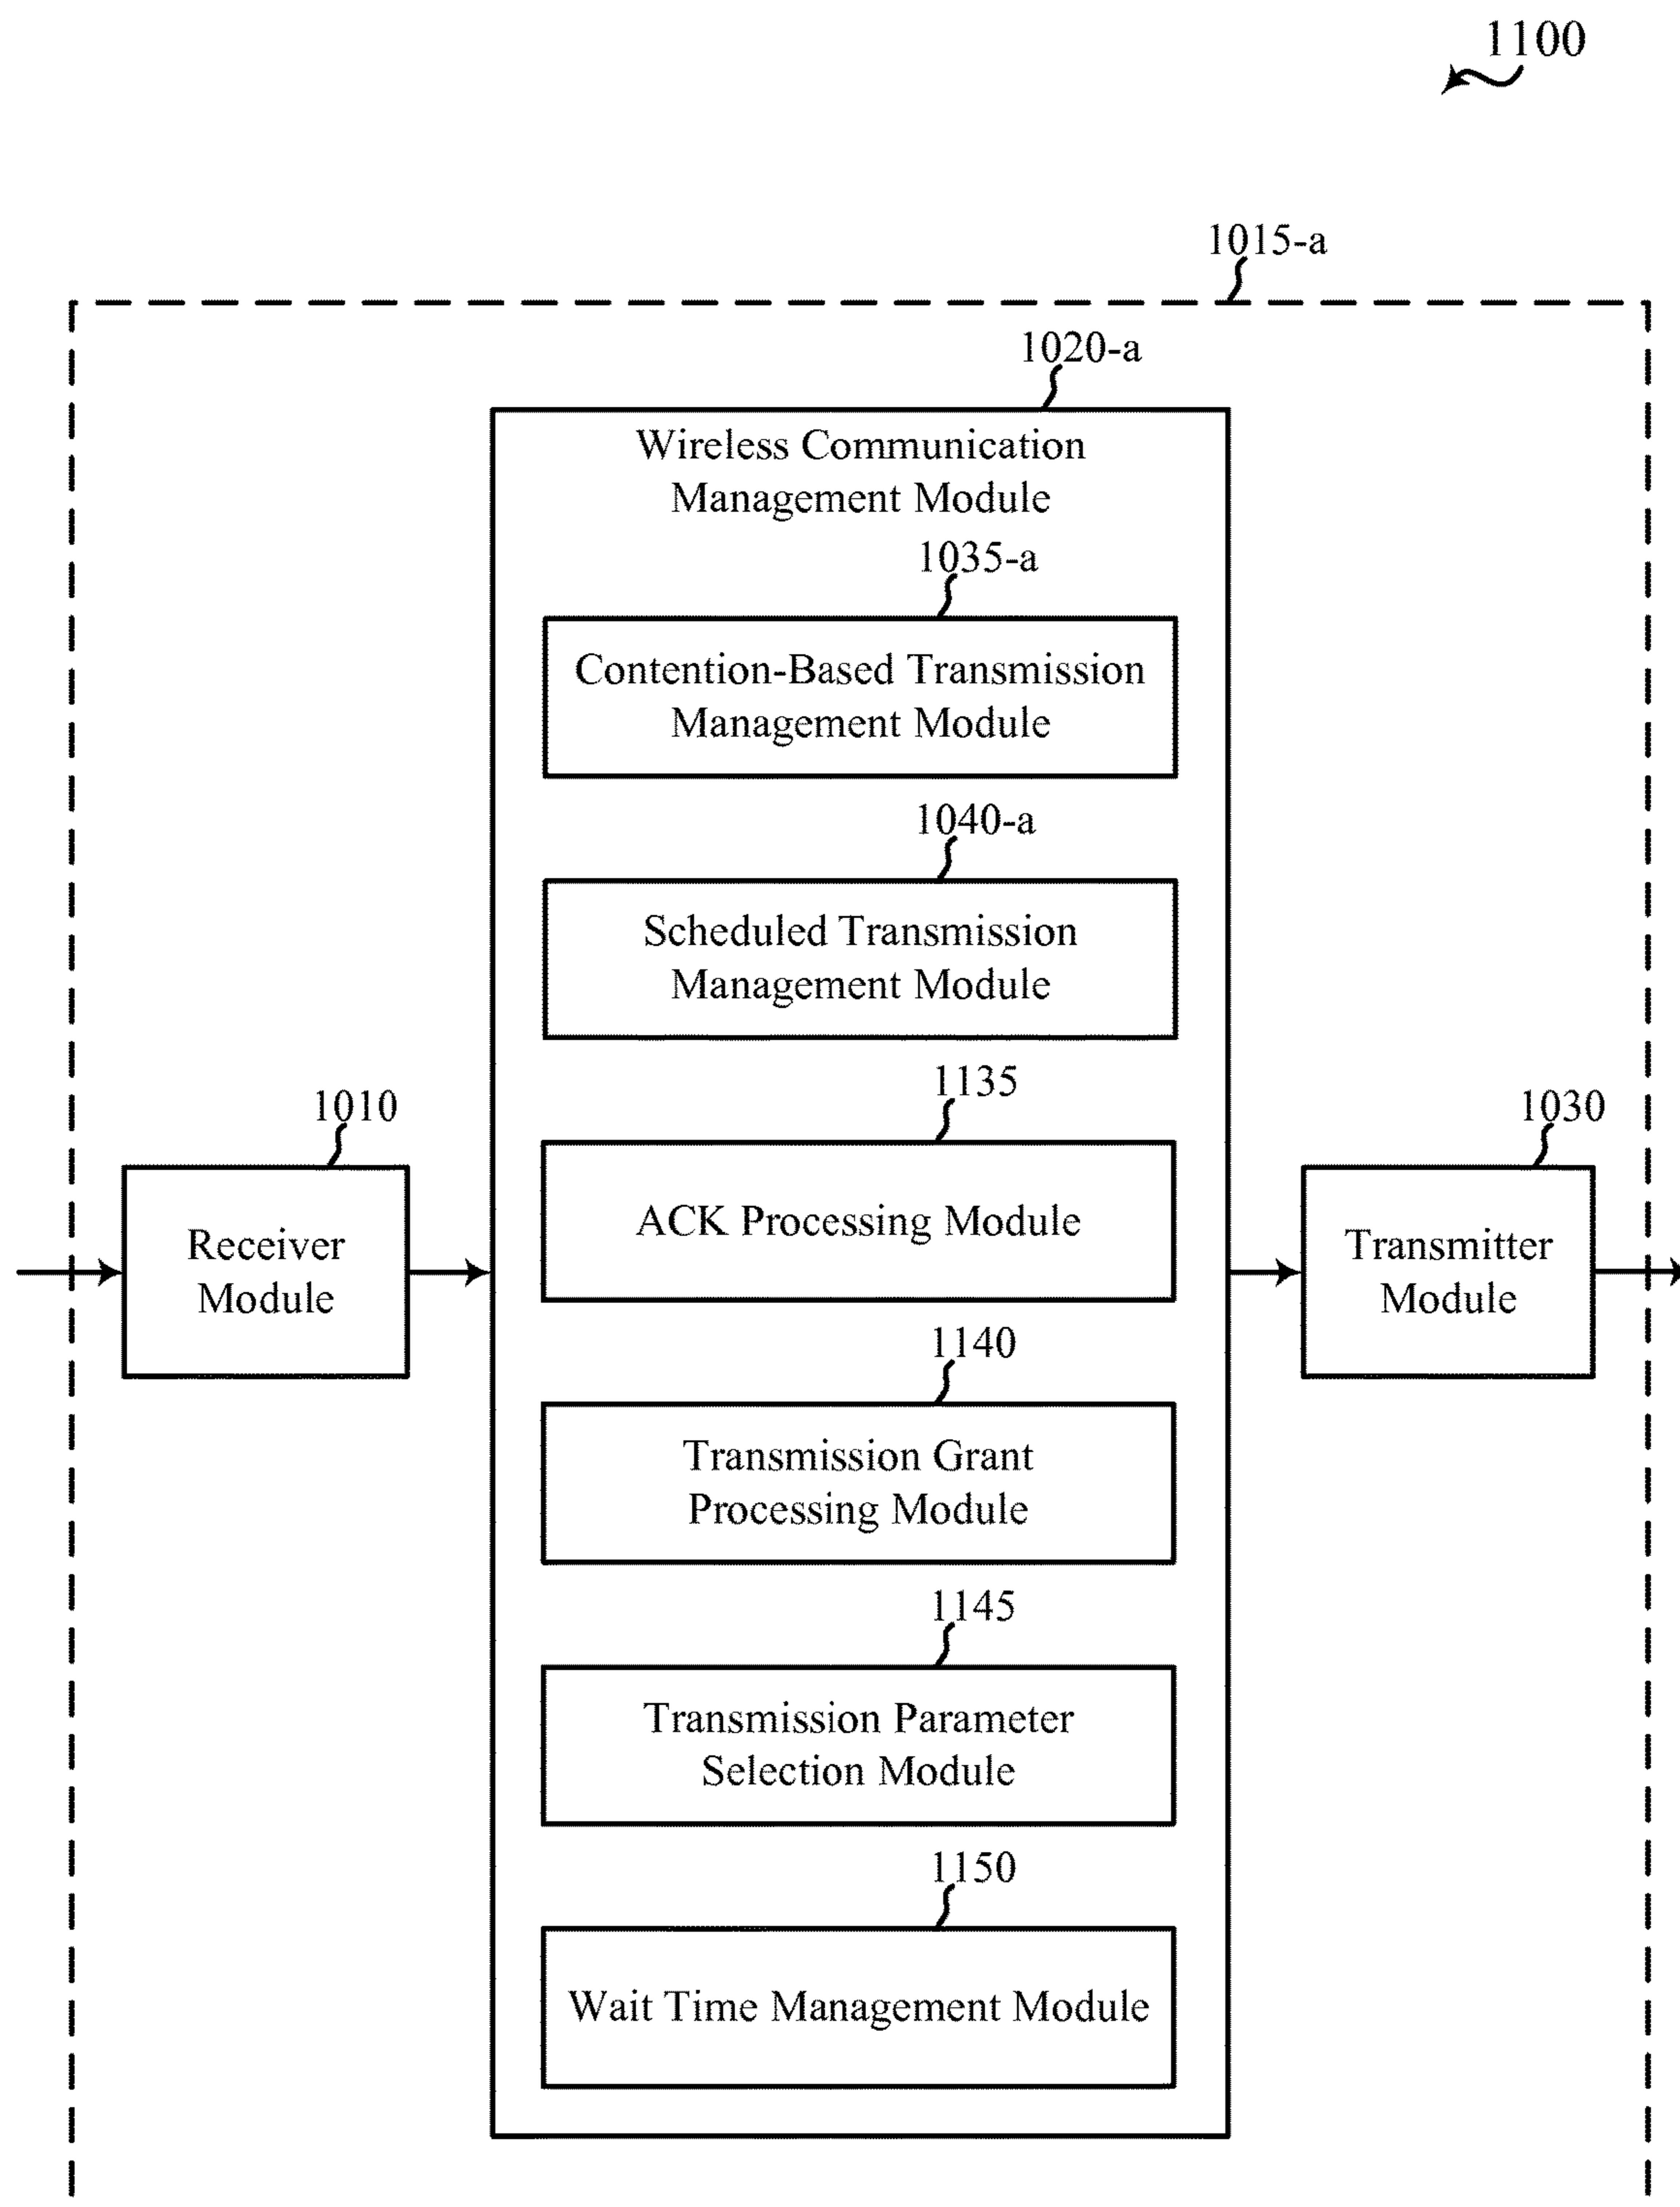 1100
1015-a
1020-a
Wireless Communication
Management Module
1035-a
Contention-Based Transmission
Management Module
1040-a
Scheduled Transmission
Management Module
1135
1010
1030
ACK Processing Module
Receiver
Module
Transmitter
Module
1140
Transmission Grant
Processing Module
1145
Transmission Parameter
Selection Module
1150
Wait Time Management Module